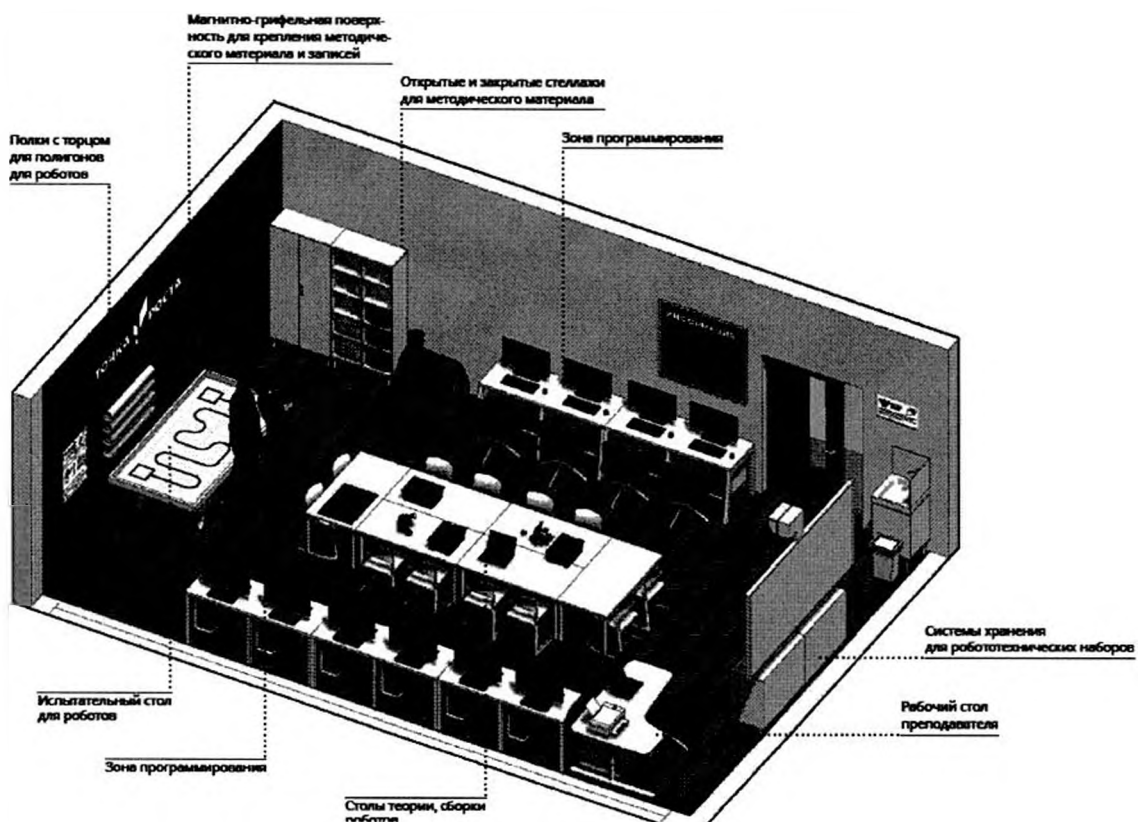 Магнитно-грифельная поверх-
ность для крепления методиче-
ского материала и записей
Открытые и закрытые стеллажи
для методического материала
Зона программирования
Полки с торцом
для полигонов
для роботов
ТОЧКА РОСТА
Системы хранения
для робототехнических наборов
Рабочий стол
преподавателя
Испытательный стол
для роботов
Зона программирования
Столы теории, сборки
роботов